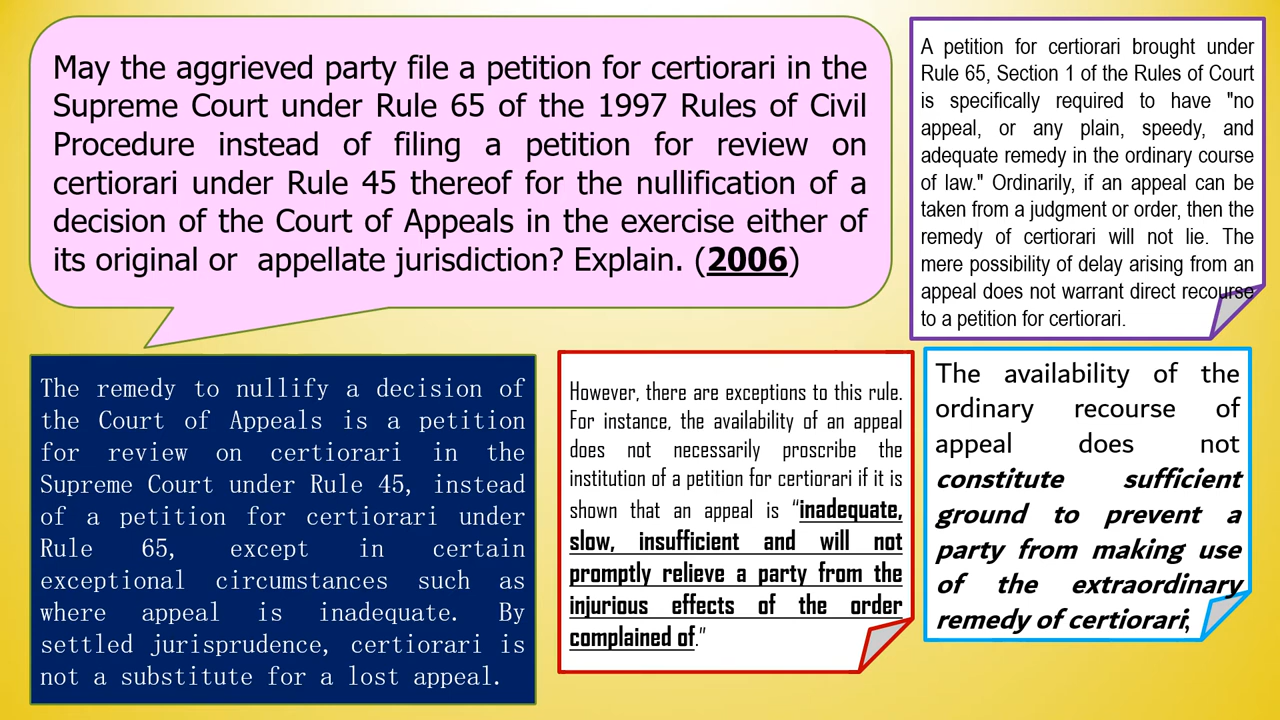 May the aggrieved party file a petition for certiorari in the
Supreme Court under Rule 65 of the 1997 Rules of Civil
Procedure instead of filing a petition for review on
certiorari under Rule 45 thereof for the nullification of a
decision of the Court of Appeals in the exercise either of
its original or appellate jurisdiction? Explain. (2006)
A petition for certiorari brought under
Rule 65, Section 1 of the Rules of Court
is specifically required to have "no
appeal, or any plain, speedy, and
adequate remedy in the ordinary course
of law." Ordinarily, if an appeal can be
taken from a judgment or order, then the
remedy of certiorari will not lie. The
mere possibility of delay arising from an
appeal does not warrant direct recourse
to a petition for certiorari.
The remedy to nullify a decision of
the Court of Appeals is a petition
for review on certiorari in the
Supreme Court under Rule 45, instead
of a petition for certiorari under
Rule 65, except in certain
exceptional circumstances such as
where appeal is inadequate. By
settled jurisprudence, certiorari is
not a substitute for a lost appeal.
However, there are exceptions to this rule.
For instance, the availability of an appeal
does not necessarily proscribe the
institution of a petition for certiorari if it is
shown that an appeal is “inadequate,
slow, insufficient and will not
promptly relieve a party from the
injurious effects of the order
complained of.”
The availability of the
ordinary recourse of
appeal does not
constitute sufficient
ground to prevent a
party from making use
of the extraordinary
remedy of certiorari;